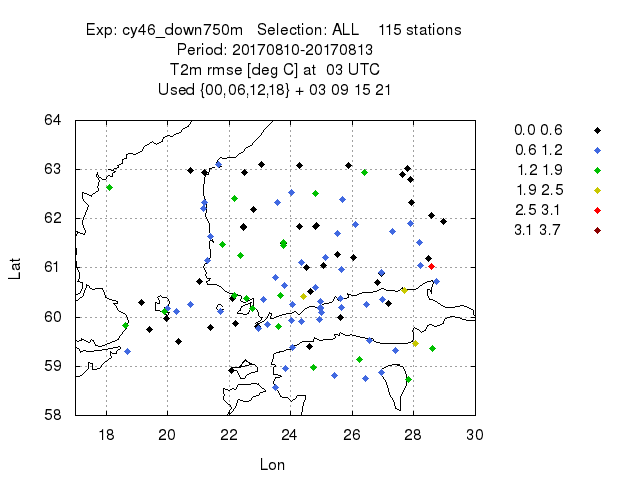 Exp: cy46_down750m   Selection: ALL    115 stations
Period: 20170810-20170813
T2m rmse [deg C] at  03 UTC
Used {00,06,12,18} + 03 09 15 21
64
63
62
61
60
59
58
Lat
18 20 22 24 26 28 30
Lon
0.0 0.6
0.6 1.2
1.2 1.9
1.9 2.5
2.5 3.1
3.1 3.7